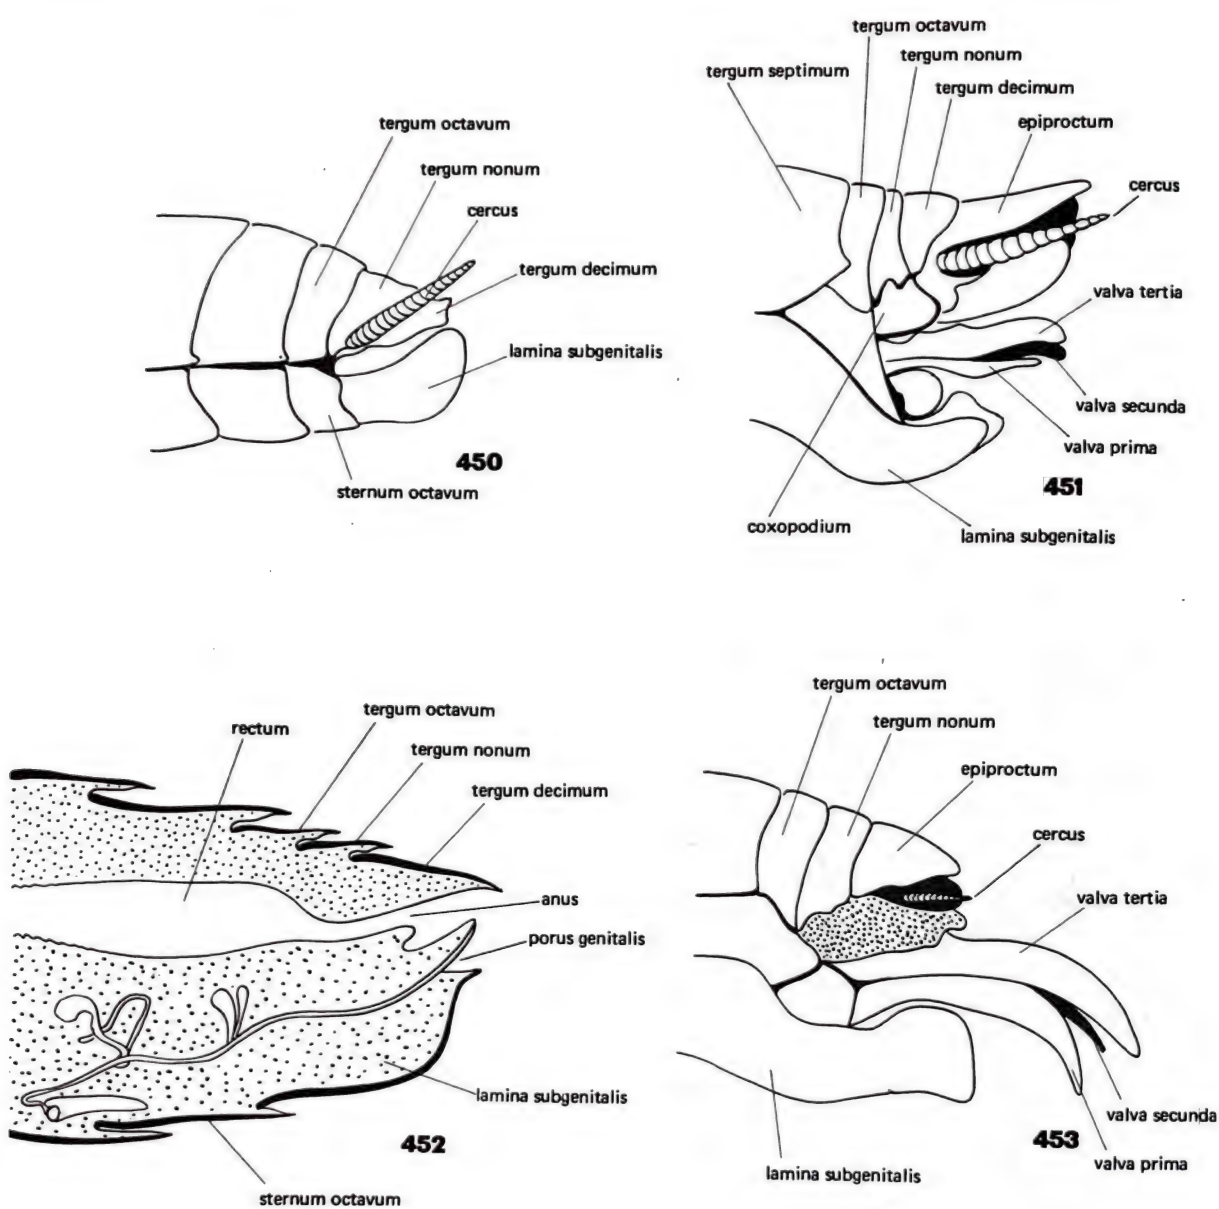 tergum octavum
tergum nonum
cercus
tergum decimum
lamina subgenitalis
450
sternum octavum
tergum octavum
tergum nonum
tergum septimum
tergum decimum
epiproctum
cercus
valva tertia
valva secunda
valva prima
451
coxopodium
lamina subgenitalis
tergum octavum
rectum
tergum nonum
tergum decimum
anus
porus genitalis
lamina subgenitalis
452
sternum octavum
tergum octavum
tergum nonum
epiproctum
cercus
valva tertia
valva secunda
453
valva prima
lamina subgenitalis